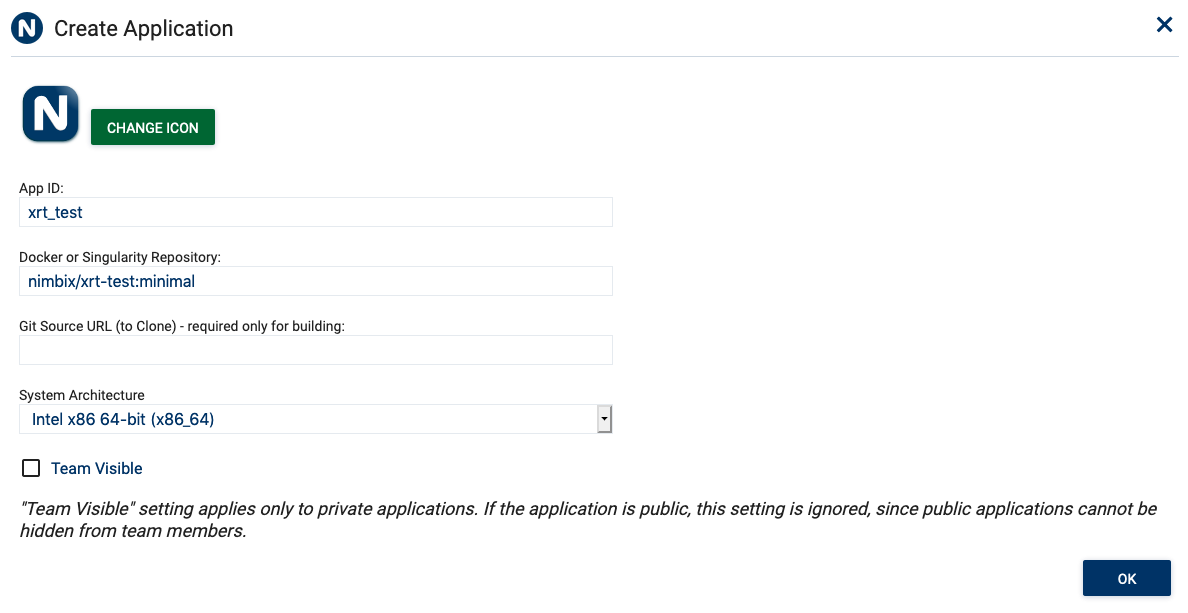 N Create Application
N
CHANGE ICON
App ID:
xrt_test
Docker or Singularity Repository:
nimbix/xrt-test:minimal
Git Source URL (to Clone) - required only for building:
System Architecture
Intel x86 64-bit (x86_64)
Team Visible
"Team Visible" setting applies only to private applications. If the application is public, this setting is ignored, since public applications cannot be
hidden from team members.
OK